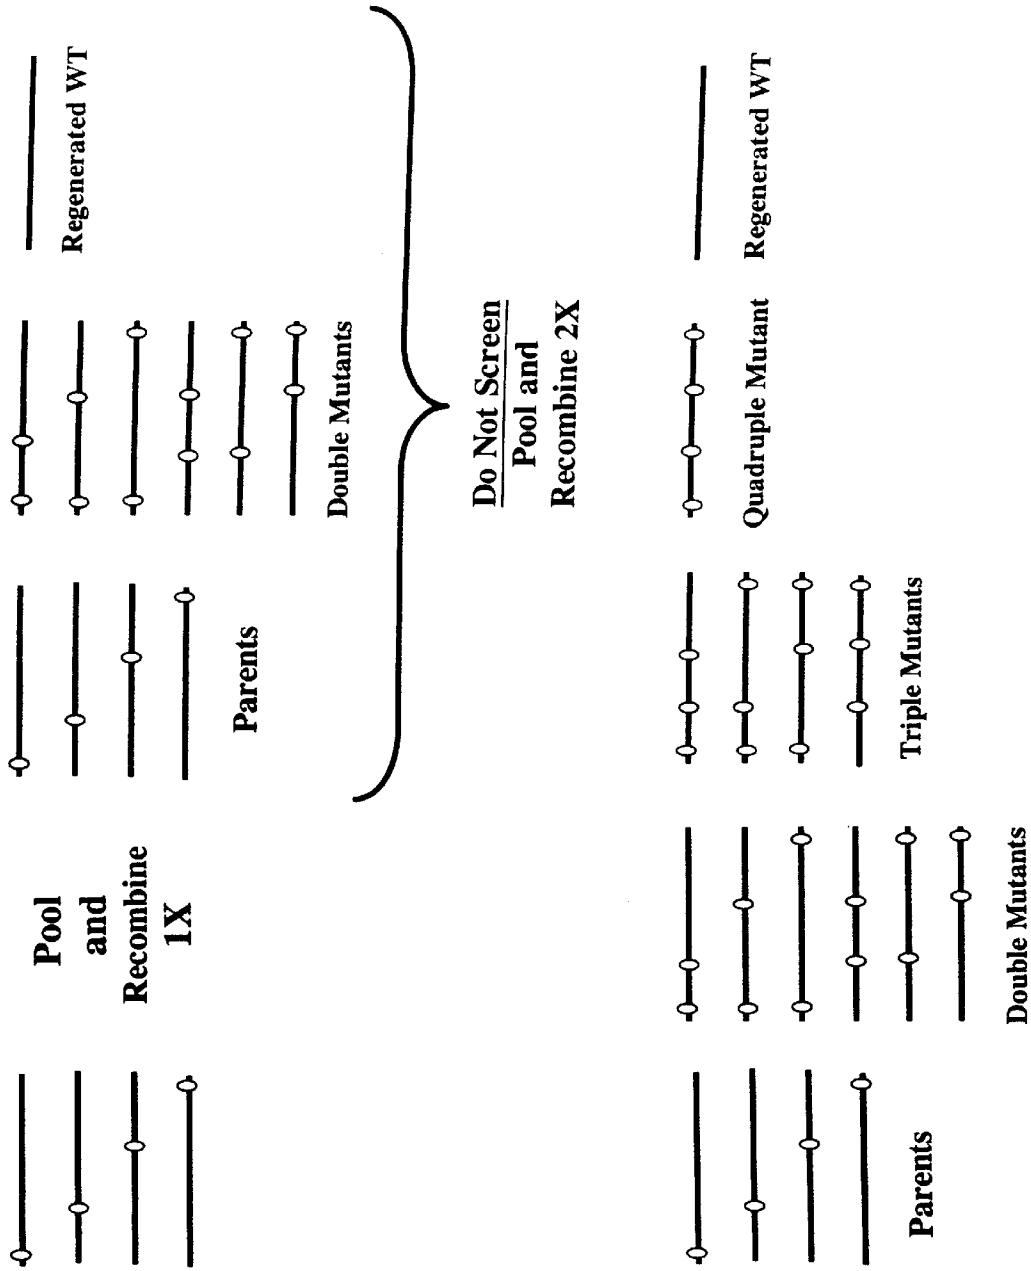 Pool
and
Recombine
1X
Parents
Double Mutants
Regenerated WT
Do Not Screen
Pool and
Recombine 2X
Parents
Double Mutants
Triple Mutants
Quadruple Mutant
Regenerated WT